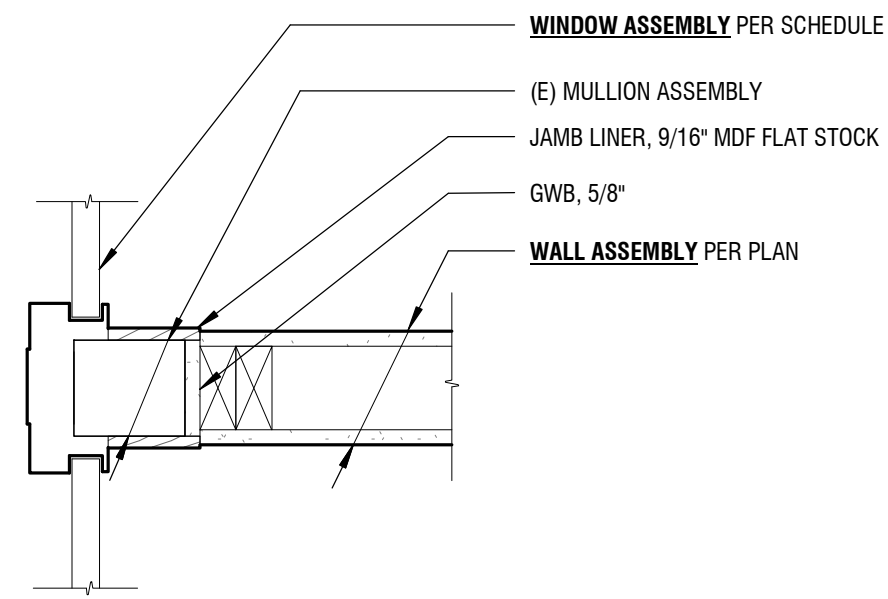 WINDOW ASSEMBLY PER SCHEDULE
(E) MULLION ASSEMBLY
JAMB LINER, 9/16" MDF FLAT STOCK
GWB, 5/8"
WALL ASSEMBLY PER PLAN